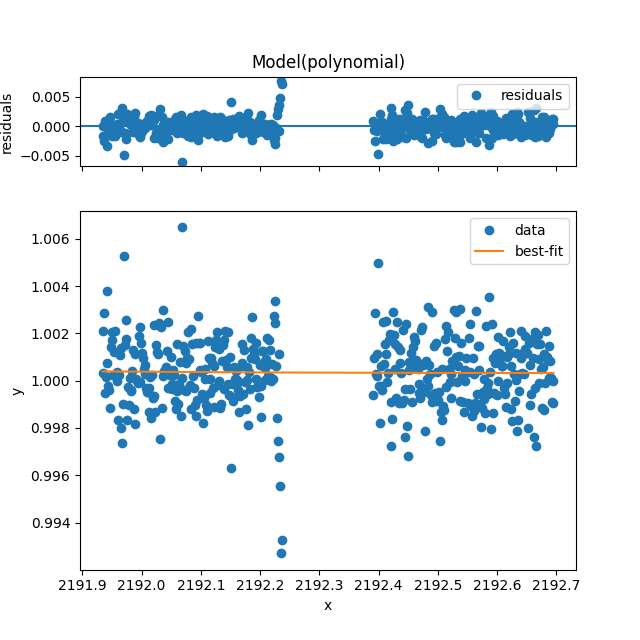 Model(polynomial)
residuals
0.005
0.000
−0.005
residuals
y
1.006
1.004
1.002
1.000
0.998
0.996
0.994
data
best-fit
2191.9 2192.0 2192.1 2192.2 2192.3 2192.4 2192.5 2192.6 2192.7
x